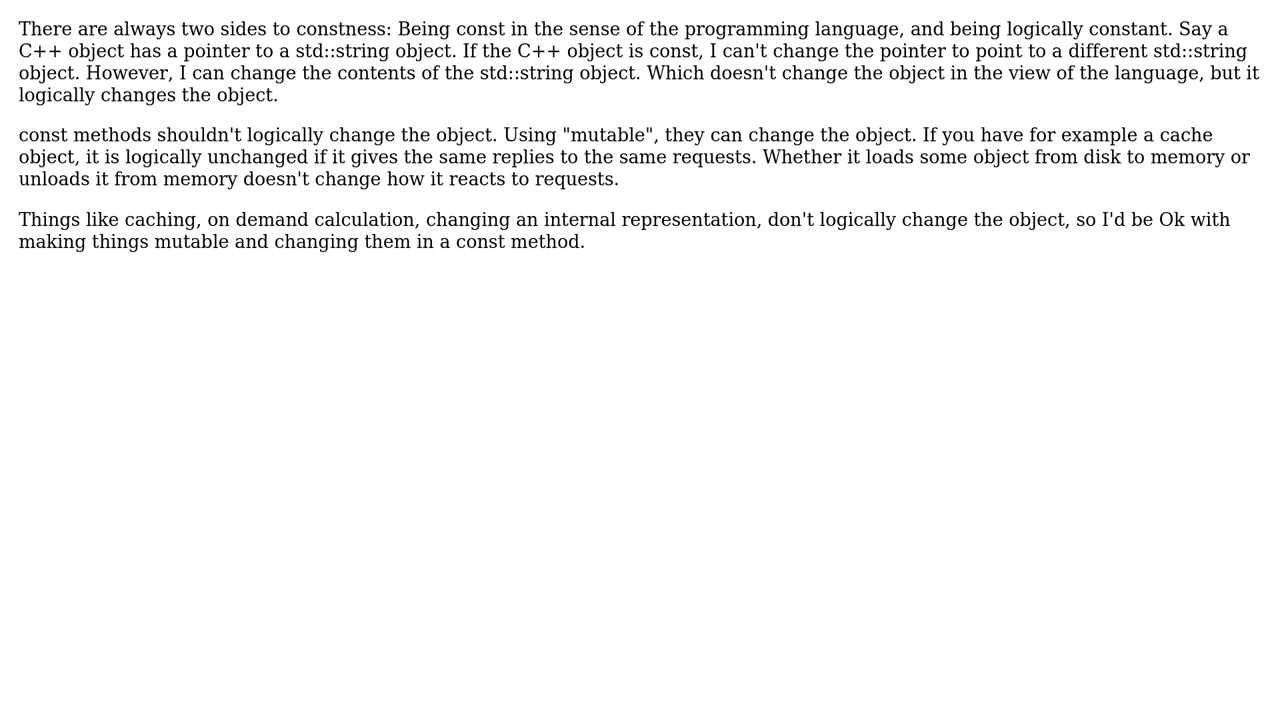 There are always two sides to constness: Being const in the sense of the programming language, and being logically constant. Say a
C++ object has a pointer to a std::string object. If the C++ object is const, I can't change the pointer to point to a different std::string
object. However, I can change the contents of the std::string object. Which doesn't change the object in the view of the language, but it
logically changes the object.
const methods shouldn't logically change the object. Using "mutable", they can change the object. If you have for example a cache
object, it is logically unchanged if it gives the same replies to the same requests. Whether it loads some object from disk to memory or
unloads it from memory doesn't change how it reacts to requests.
Things like caching, on demand calculation, changing an internal representation, don't logically change the object, so I'd be Ok with
making things mutable and changing them in a const method.